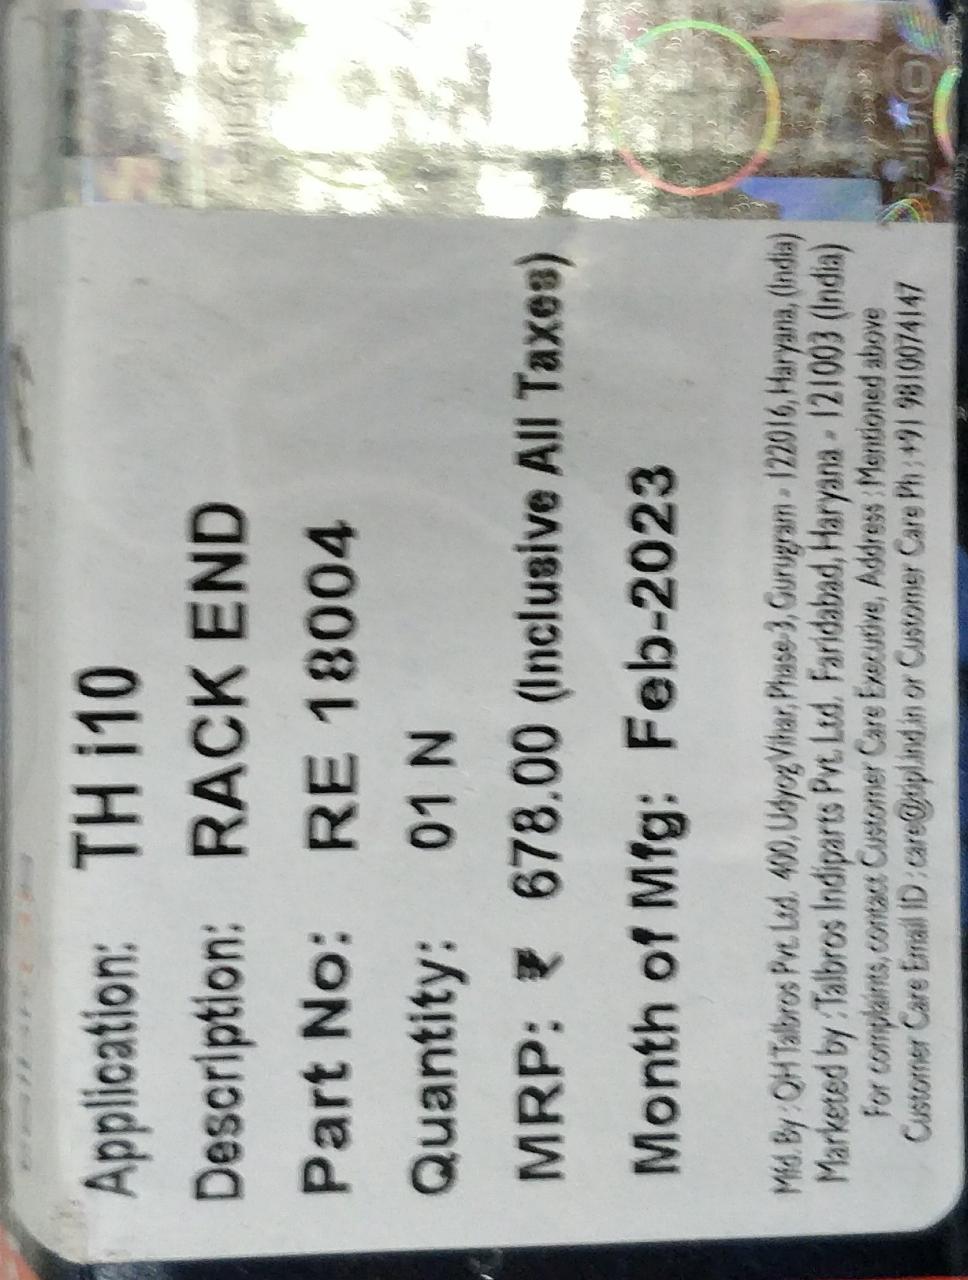 Application: TH i10
Description: RACK END
Part No: RE 18004
Quantity: 01 N
MRP: ₹ 678.00 (Inclusive All Taxes)
Month of Mfg: Feb-2023
Mfd. By : QH Talbros Pvt. Ltd. 400, Udyog Vihar, Phase-3, Gurugram - 122016, Haryana, (India)
Marketed by : Talbros Indiparts Pvt. Ltd. Faridabad, Haryana - 121003 (India)
For complaints, contact Customer Care Executive, Address : Mentioned above
Customer Care Email ID : care@tipl.ind.in or Customer Care Ph : +91 9810074147